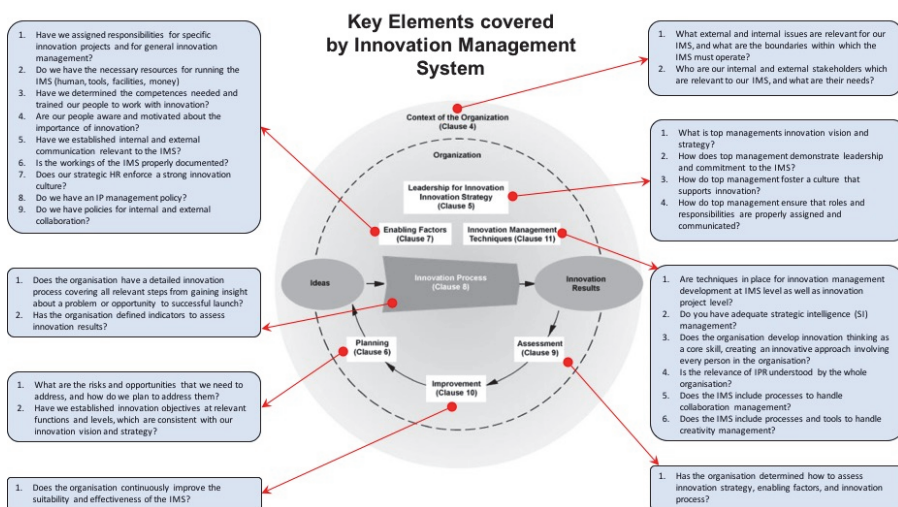 Key Elements covered
by Innovation Management
System
1. Have we assigned responsibilities for specific
innovation projects and for general innovation
management?
2. Do we have the necessary resources for running the
IMS (human, tools, facilities, money)
3. Have we determined the competences needed and
trained our people to work with innovation?
4. Are our people aware and motivated about the
importance of innovation?
5. Have we established internal and external
communication relevant to the IMS?
6. Is the workings of the IMS properly documented?
7. Does our strategic HR enforce a strong innovation
culture?
8. Do we have an IP management policy?
9. Do we have policies for internal and external
collaboration?
1. Does the organisation have a detailed innovation
process covering all relevant steps from gaining insight
about a problem or opportunity to successful launch?
2. Has the organisation defined indicators to assess
innovation results?
1. What are the risks and opportunities that we need to
address, and how do we plan to address them?
2. Have we established innovation objectives at relevant
functions and levels, which are consistent with our
innovation vision and strategy?
1. Does the organisation continuously improve the
suitability and effectiveness of the IMS?
Context of the Organization
(Clause 4)
Organization
Leadership for Innovation
Innovation Strategy
(Clause 5)
Enabling Factors
(Clause 7)
Innovation Management
Techniques (Clause 11)
Ideas
Innovation Process
(Clause 8)
Innovation
Results
Planning
(Clause 6)
Assessment
(Clause 9)
Improvement
(Clause 10)
1. What external and internal issues are relevant for our
IMS, and what are the boundaries within which the
IMS must operate?
2. Who are our internal and external stakeholders which
are relevant to our IMS, and what are their needs?
1. What is top managements innovation vision and
strategy?
2. How does top management demonstrate leadership
and commitment to the IMS?
3. How do top management foster a culture that
supports innovation?
4. How do top management ensure that roles and
responsibilities are properly assigned and
communicated?
1. Are techniques in place for innovation management
development at IMS level as well as innovation
project level?
2. Do you have adequate strategic intelligence (SI)
management?
3. Does the organisation develop innovation thinking as
a core skill, creating an innovative approach involving
every person in the organisation?
4. Is the relevance of IPR understood by the whole
organisation?
5. Does the IMS include processes to handle
collaboration management?
6. Does the IMS include processes and tools to handle
creativity management?
1. Has the organisation determined how to assess
innovation strategy, enabling factors, and innovation
process?